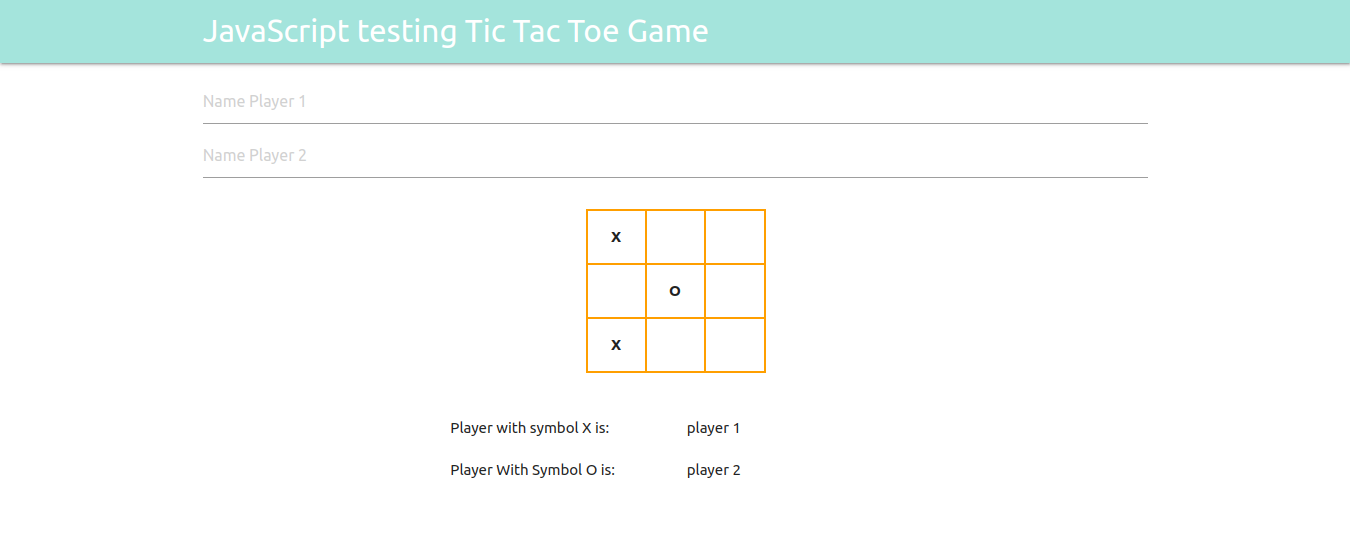 JavaScript testing Tic Tac Toe Game
Name Player 1
Name Player 2
X
O
X
Player with symbol X is: player 1
Player With Symbol O is: player 2